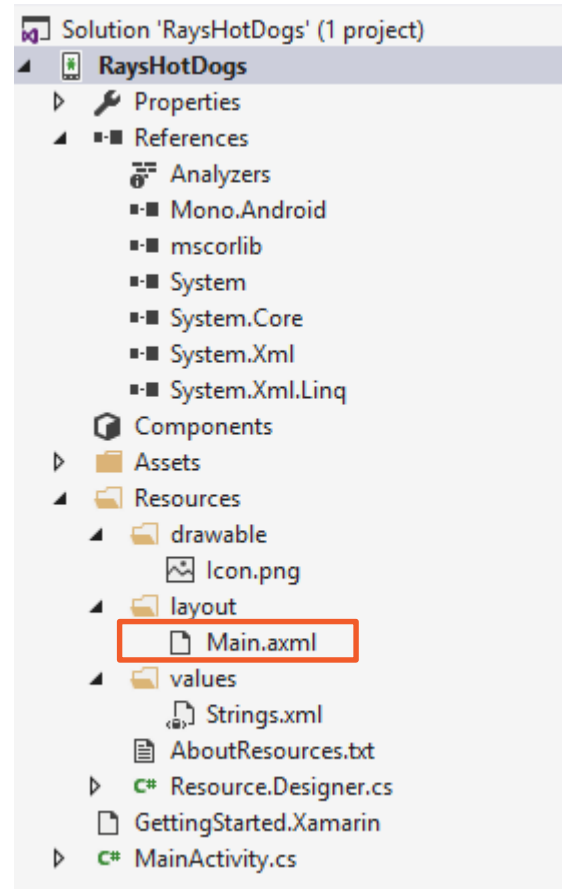 Solution 'RaysHotDogs' (1 project)
RaysHotDogs
Properties
References
Analyzers
Mono.Android
mscorlib
System
System.Core
System.Xml
System.Xml.Linq
Components
Assets
Resources
drawable
Icon.png
layout
Main.axml
values
Strings.xml
AboutResources.txt
C# Resource.Designer.cs
GettingStarted.Xamarin
C# MainActivity.cs